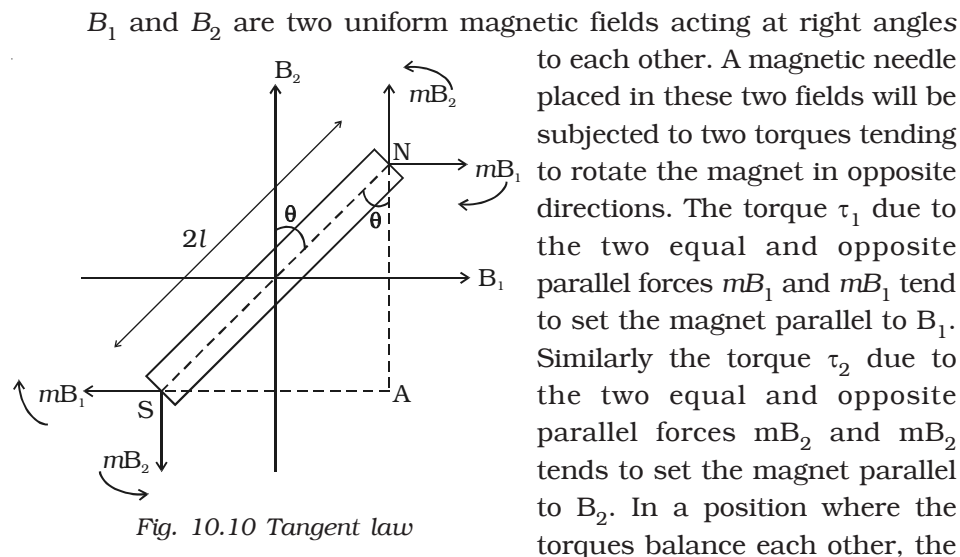 B₁ and B₂ are two uniform magnetic fields acting at right angles
to each other. A magnetic needle
placed in these two fields will be
subjected to two torques tending
to rotate the magnet in opposite
directions. The torque τ₁ due to
the two equal and opposite
parallel forces mB₁ and mB₁ tend
to set the magnet parallel to B₁.
Similarly the torque τ₂ due to
the two equal and opposite
parallel forces mB₂ and mB₂
tends to set the magnet parallel
to B₂. In a position where the
torques balance each other, the
B₂
mB₂
N
mB₁
θ
θ
2l
B₁
mB₁
S
A
mB₂
Fig. 10.10 Tangent law